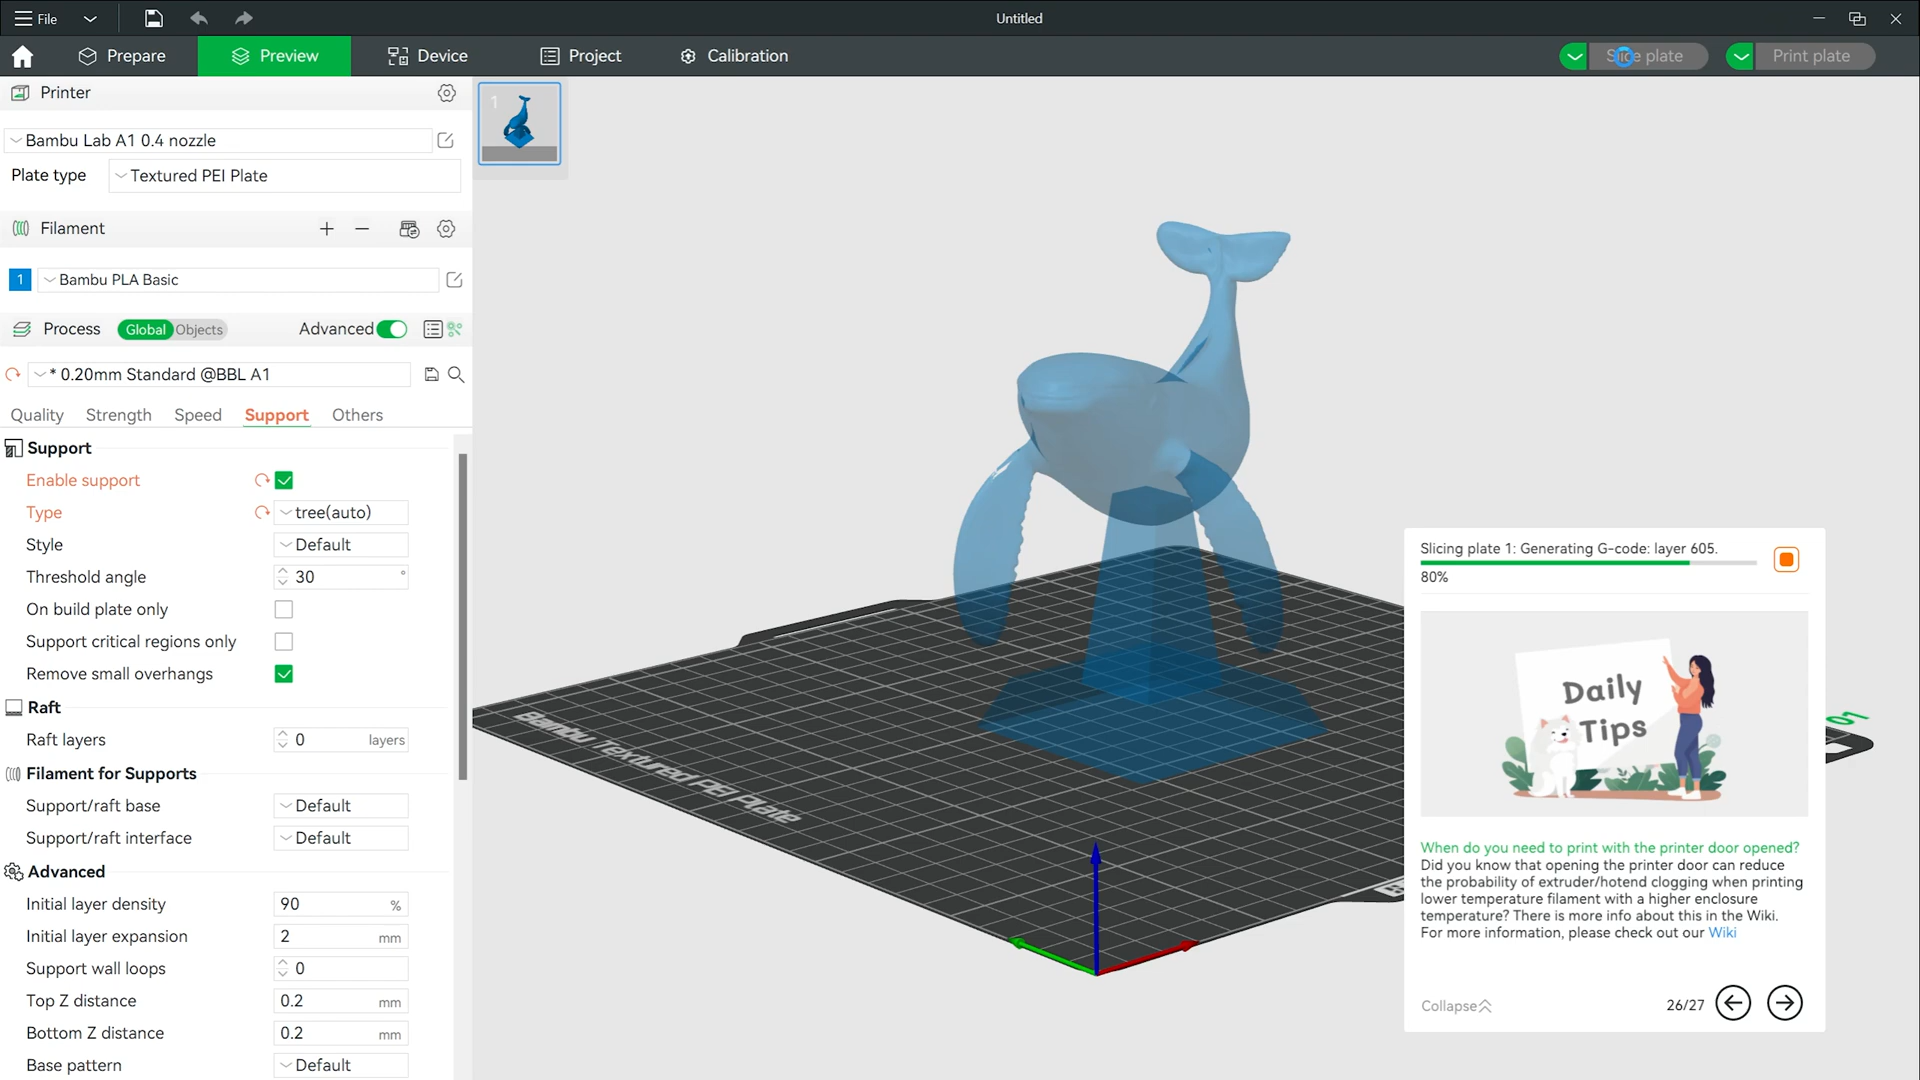 File
Untitled
Prepare
Preview
Device
Project
Calibration
Slice plate
Print plate
Printer
Bambu Lab A1 0.4 nozzle
Plate type
Textured PEI Plate
1
Filament
1
Bambu PLA Basic
Process
Global
Objects
Advanced
* 0.20mm Standard @BBL A1
Quality
Strength
Speed
Support
Others
Support
Enable support
Type
tree(auto)
Style
Default
Threshold angle
30 °
On build plate only
Support critical regions only
Remove small overhangs
Raft
Raft layers
0 layers
Filament for Supports
Support/raft base
Default
Support/raft interface
Default
Advanced
Initial layer density
90 %
Initial layer expansion
2 mm
Support wall loops
0
Top Z distance
0.2 mm
Bottom Z distance
0.2 mm
Base pattern
Default
Bambu Textured PEI Plate
01
Slicing plate 1: Generating G-code: layer 605.
80%
Daily
Tips
When do you need to print with the printer door opened?
Did you know that opening the printer door can reduce
the probability of extruder/hotend clogging when printing
lower temperature filament with a higher enclosure
temperature? There is more info about this in the Wiki.
For more information, please check out our Wiki
Collapse
26/27